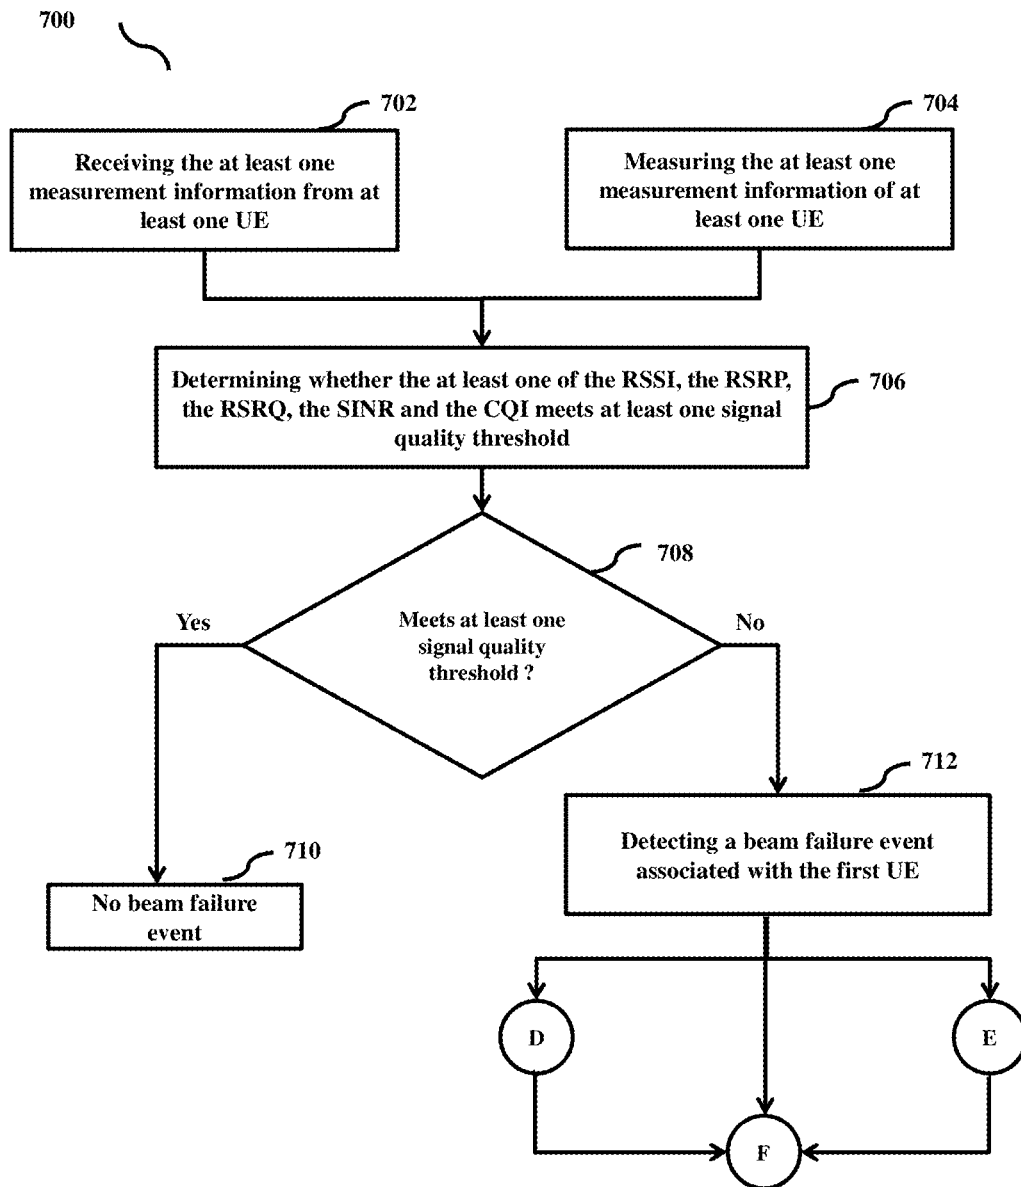 700
702
704
Receiving the at least one
measurement information from at
least one UE
Measuring the at least one
measurement information of at
least one UE
Determining whether the at least one of the RSSI, the RSRP,
the RSRQ, the SINR and the CQI meets at least one signal
quality threshold
706
708
Yes
Meets at least one
signal quality
threshold ?
No
712
Detecting a beam failure event
associated with the first UE
710
No beam failure
event
D
E
F